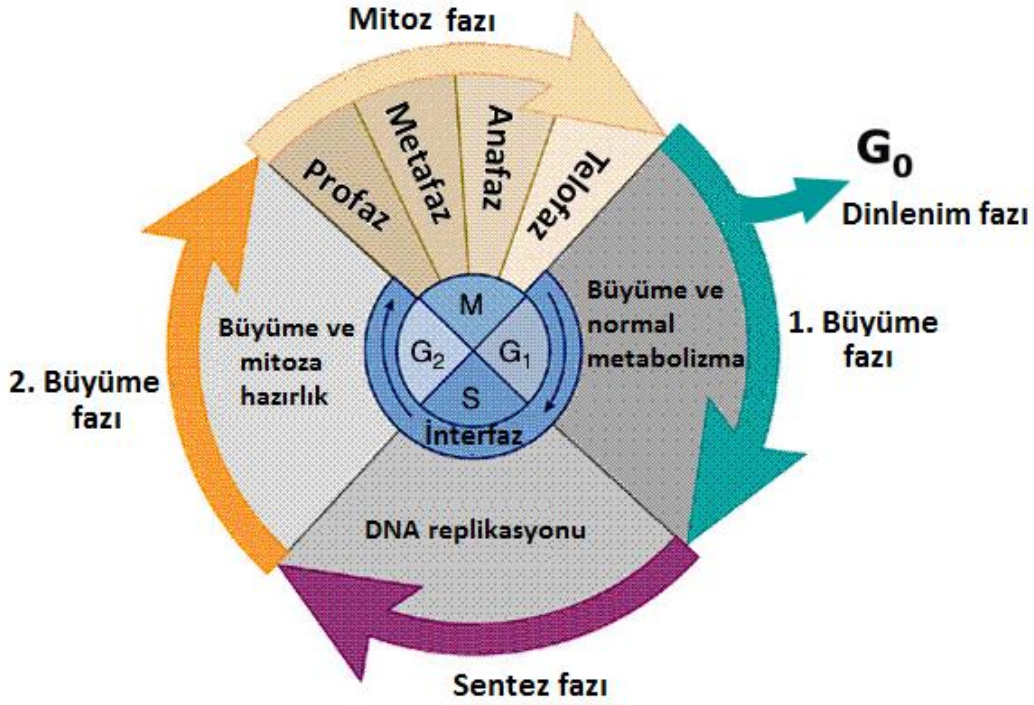 Mitoz fazı
Profaz
Metafaz
Anafaz
Telofaz
G₀
Dinlenim fazı
1. Büyüme
fazı
Büyüme ve
normal
metabolizma
M
G₂
G₁
S
İnterfaz
Büyüme ve
mitoza
hazırlık
2. Büyüme
fazı
DNA replikasyonu
Sentez fazı